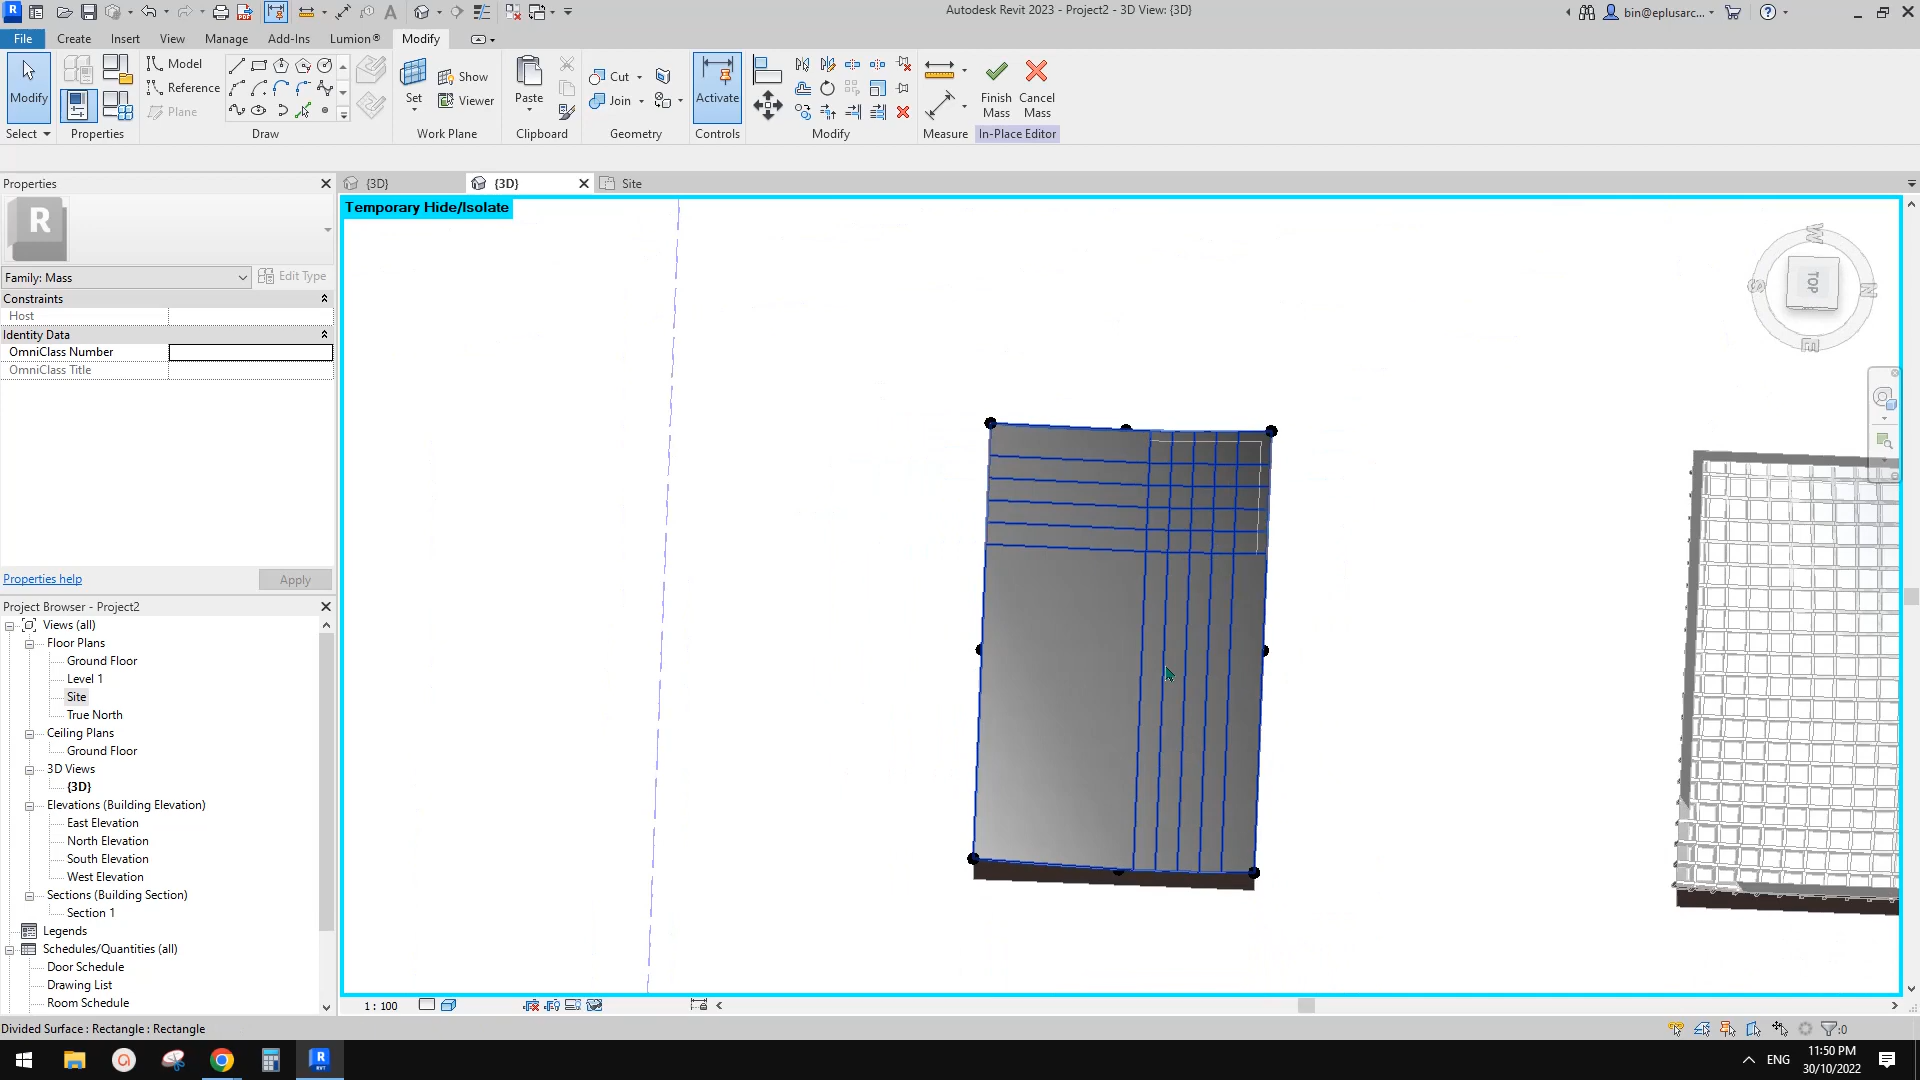 Autodesk Revit 2023 - Project2 - 3D View: {3D}
bin@eplusarc...
File Create Insert View Manage Add-Ins Lumion® Modify
Modify
Model
Reference
Plane
Set
Show
Viewer
Paste
Cut
Join
Activate
Finish Mass
Cancel Mass
Select Properties Draw Work Plane Clipboard Geometry Controls Modify Measure In-Place Editor
Properties
{3D}
{3D}
Site
Temporary Hide/Isolate
R
Family: Mass
Edit Type
Constraints
Host
Identity Data
OmniClass Number
OmniClass Title
Properties help
Apply
Project Browser - Project2
Views (all)
Floor Plans
Ground Floor
Level 1
Site
True North
Ceiling Plans
Ground Floor
3D Views
{3D}
Elevations (Building Elevation)
East Elevation
North Elevation
South Elevation
West Elevation
Sections (Building Section)
Section 1
Legends
Schedules/Quantities (all)
Door Schedule
Drawing List
Room Schedule
W
S
TOP
N
E
1 : 100
Divided Surface : Rectangle : Rectangle
:0
ENG
11:50 PM
30/10/2022